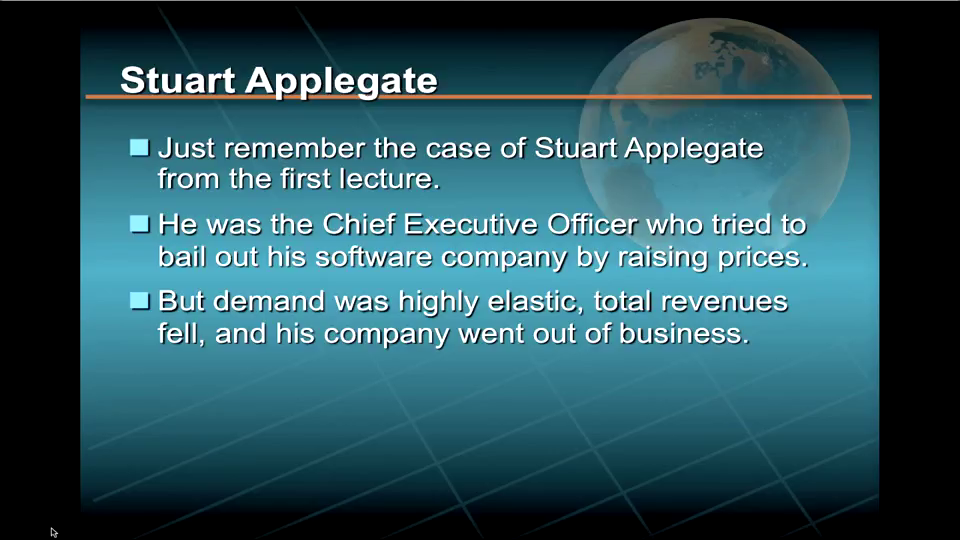 Stuart Applegate
Just remember the case of Stuart Applegate
from the first lecture.
He was the Chief Executive Officer who tried to
bail out his software company by raising prices.
But demand was highly elastic, total revenues
fell, and his company went out of business.